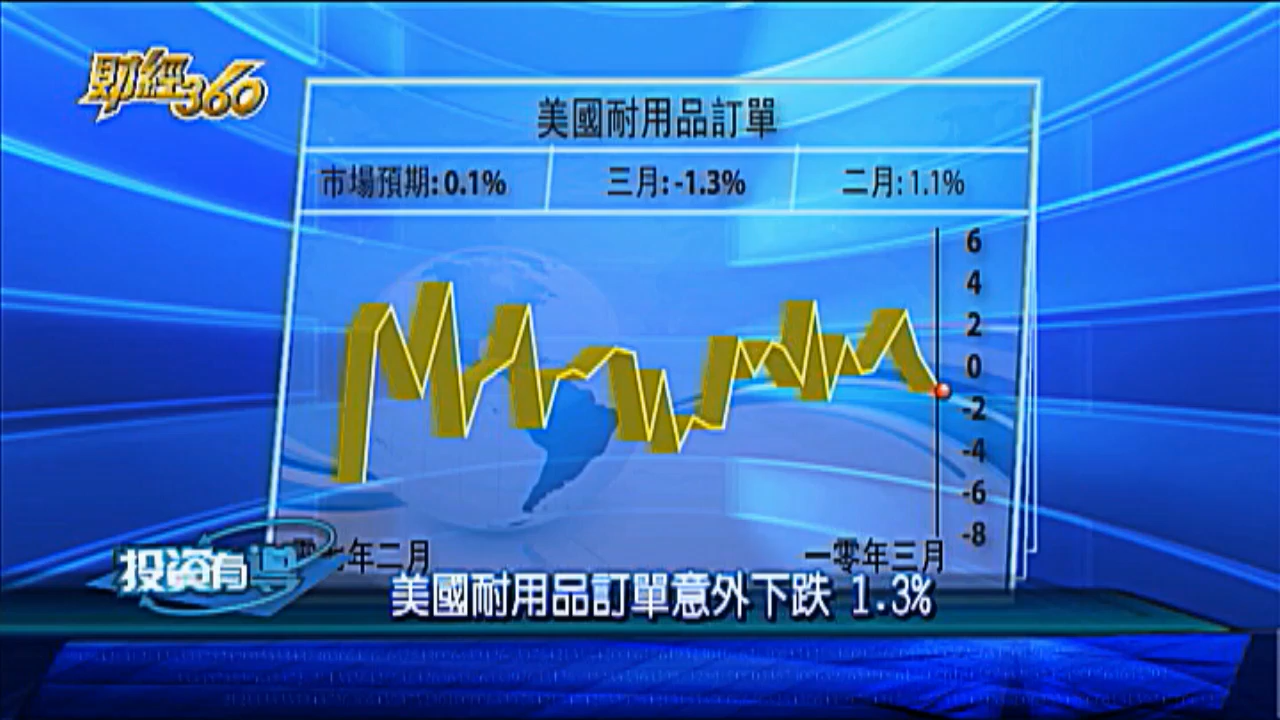 財經360
美國耐用品訂單
市場預期: 0.1% 三月: -1.3% 二月: 1.1%
6
4
2
0
-2
-4
-6
-8
年二月 一零年三月
投資有
美國耐用品訂單意外下跌 1.3%